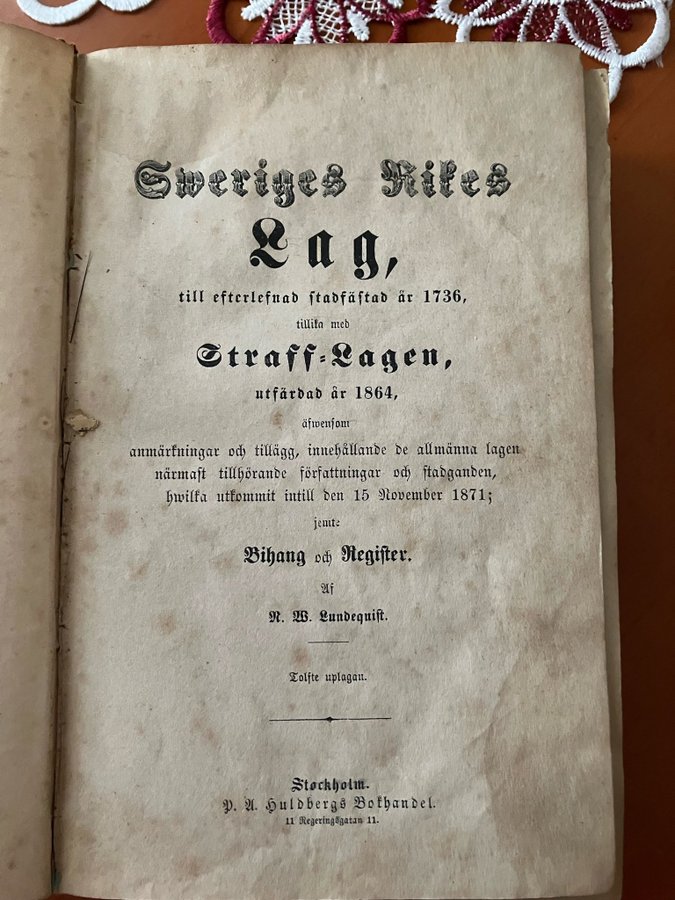 Sweriges Rikes
Lag,
till efterlefnad stadfästad år 1736,
tillika med
Straff-Lagen,
utfärdad år 1864,
äfwensom
anmärkningar och tillägg, innehållande de allmänna lagen
närmast tillhörande författningar och stadganden,
hwilka utkommit intill den 15 November 1871;
jemte
Bihang och Register.
Af
N. W. Lundequist.
Tolfte uplagan.
Stockholm.
P. A. Huldbergs Bokhandel.
11 Regeringsgatan 11.